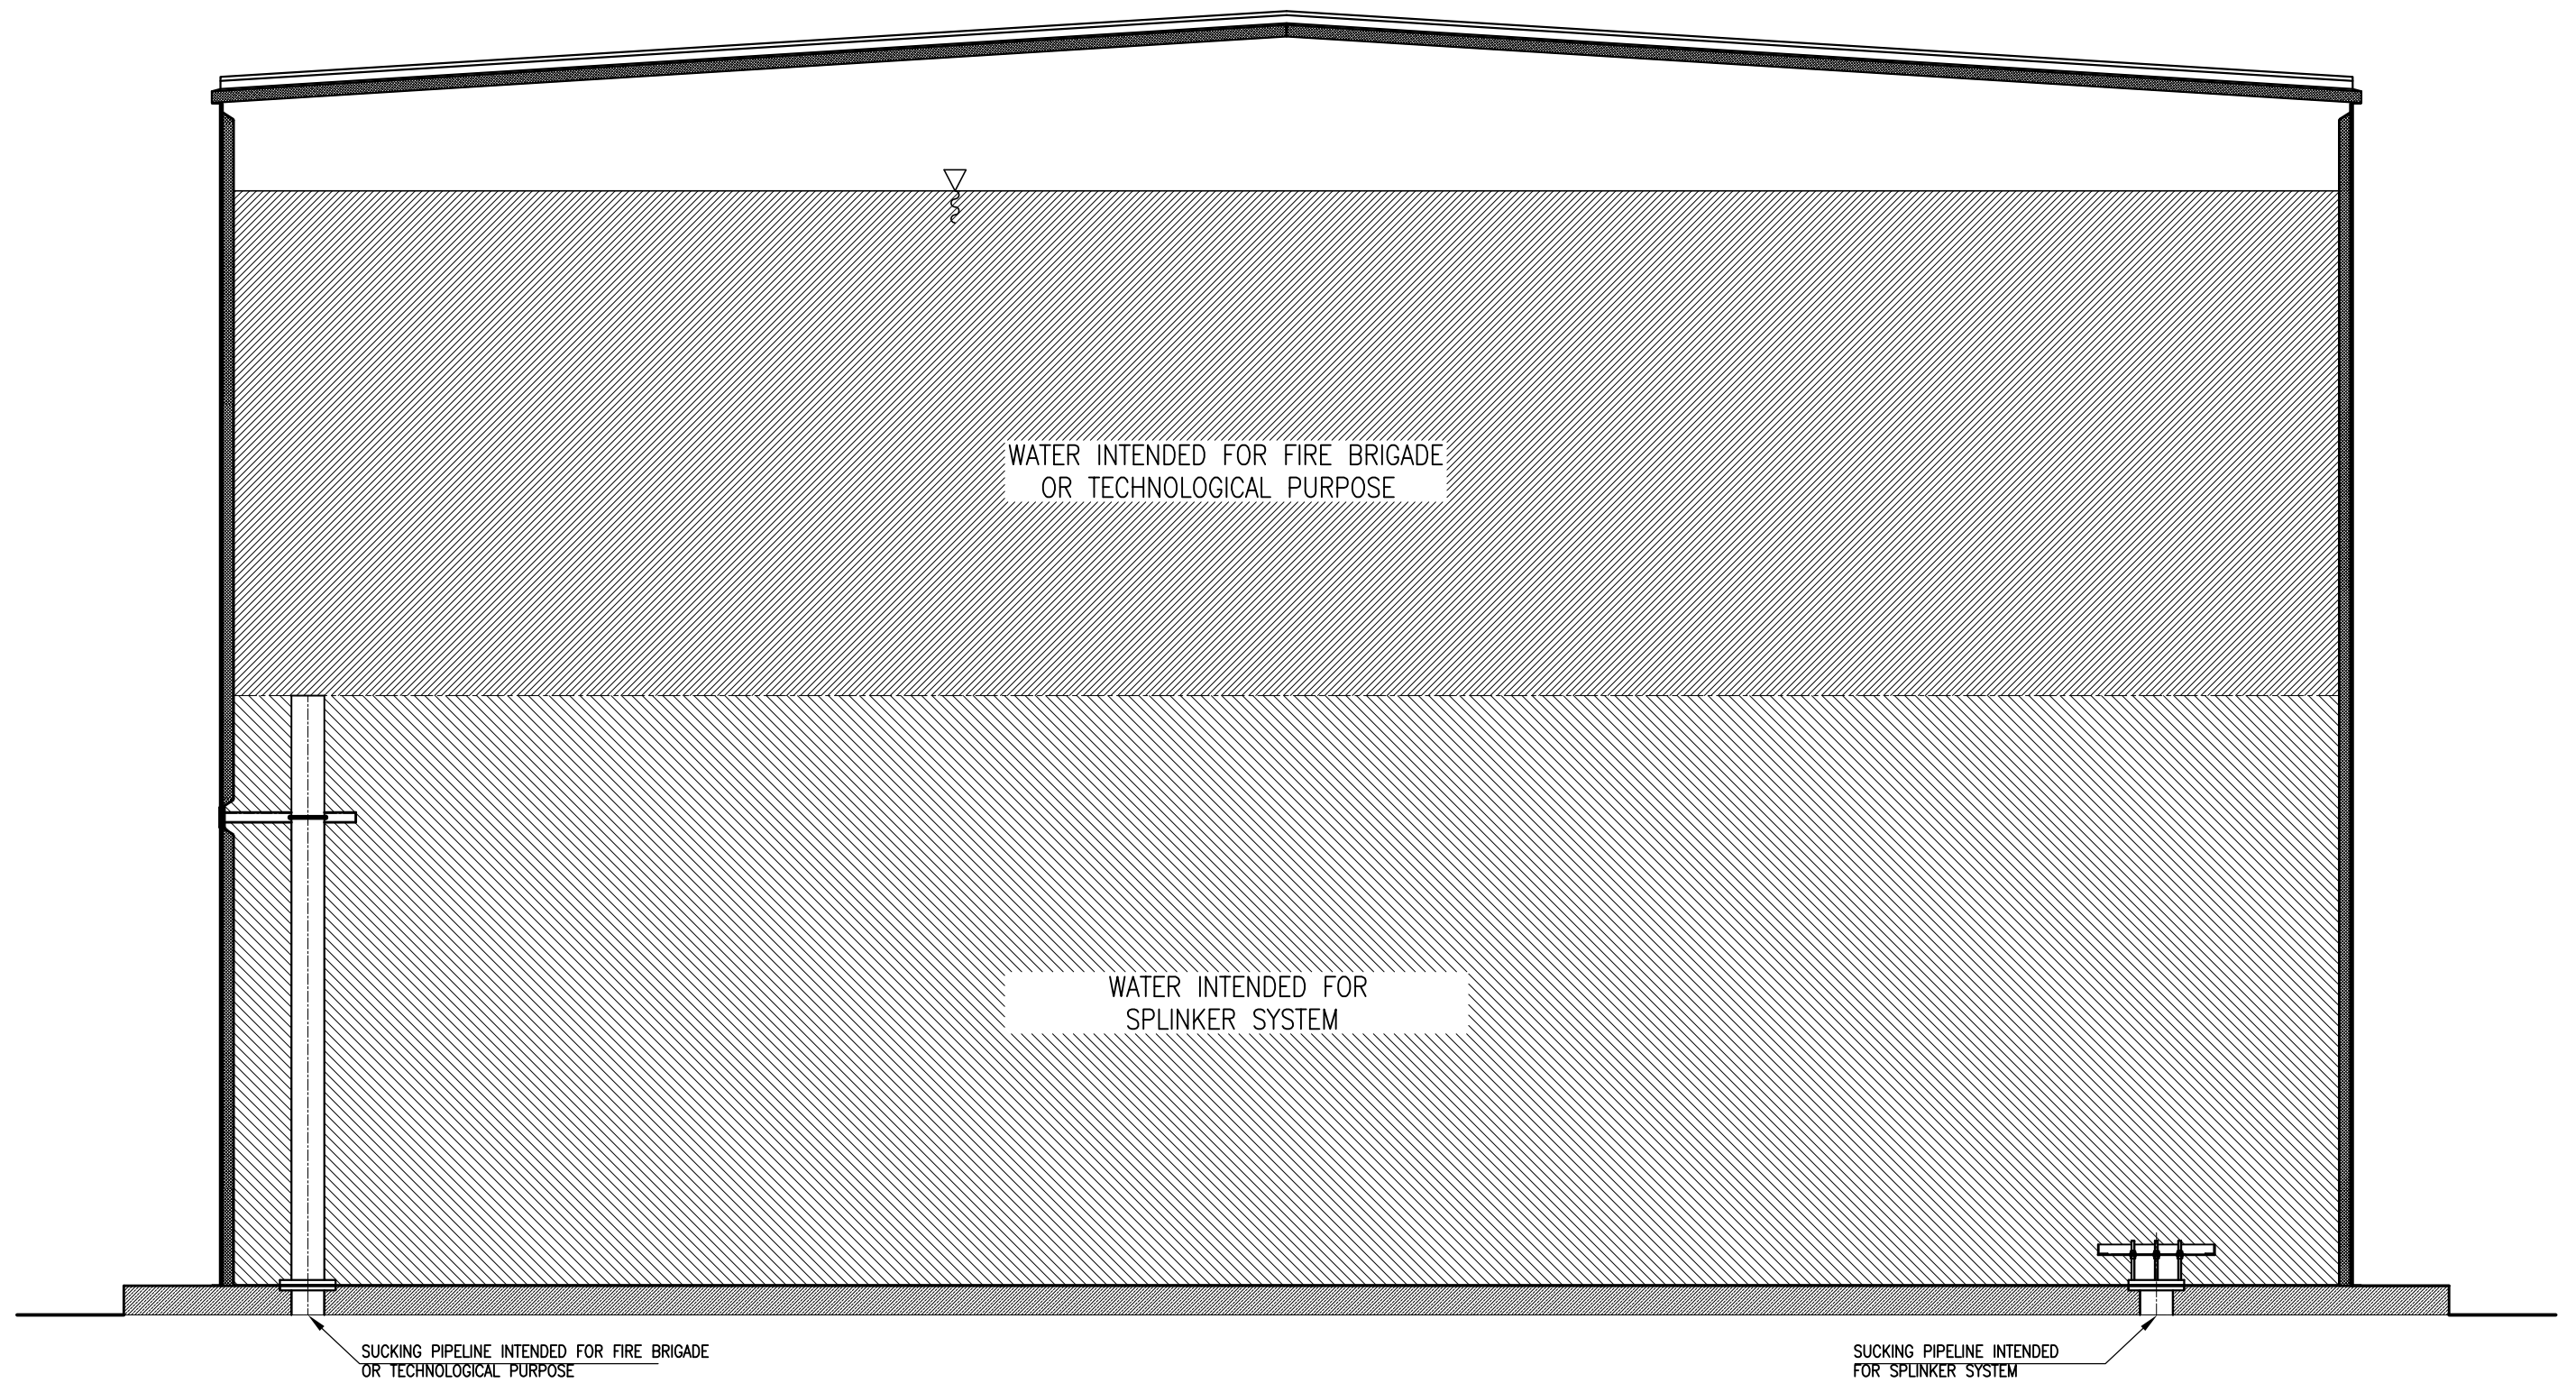 WATER INTENDED FOR FIRE BRIGADE
OR TECHNOLOGICAL PURPOSE
WATER INTENDED FOR
SPLINKER SYSTEM
SUCKING PIPELINE INTENDED FOR FIRE BRIGADE
OR TECHNOLOGICAL PURPOSE
SUCKING PIPELINE INTENDED
FOR SPLINKER SYSTEM